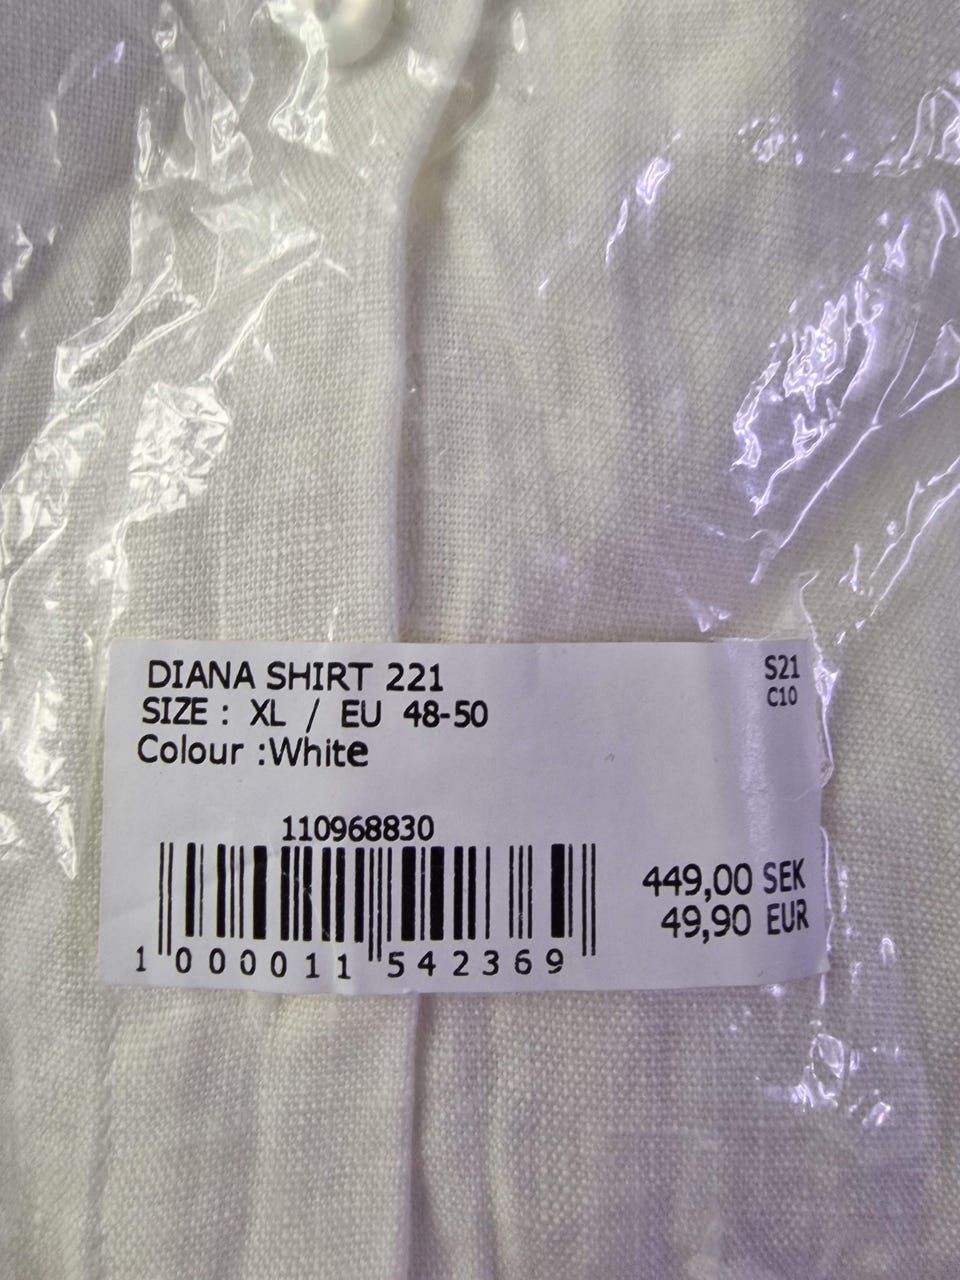 DIANA SHIRT 221
S21
SIZE : XL / EU 48-50
C10
Colour :White
110968830
449,00 SEK
49,90 EUR
1 000011 542369